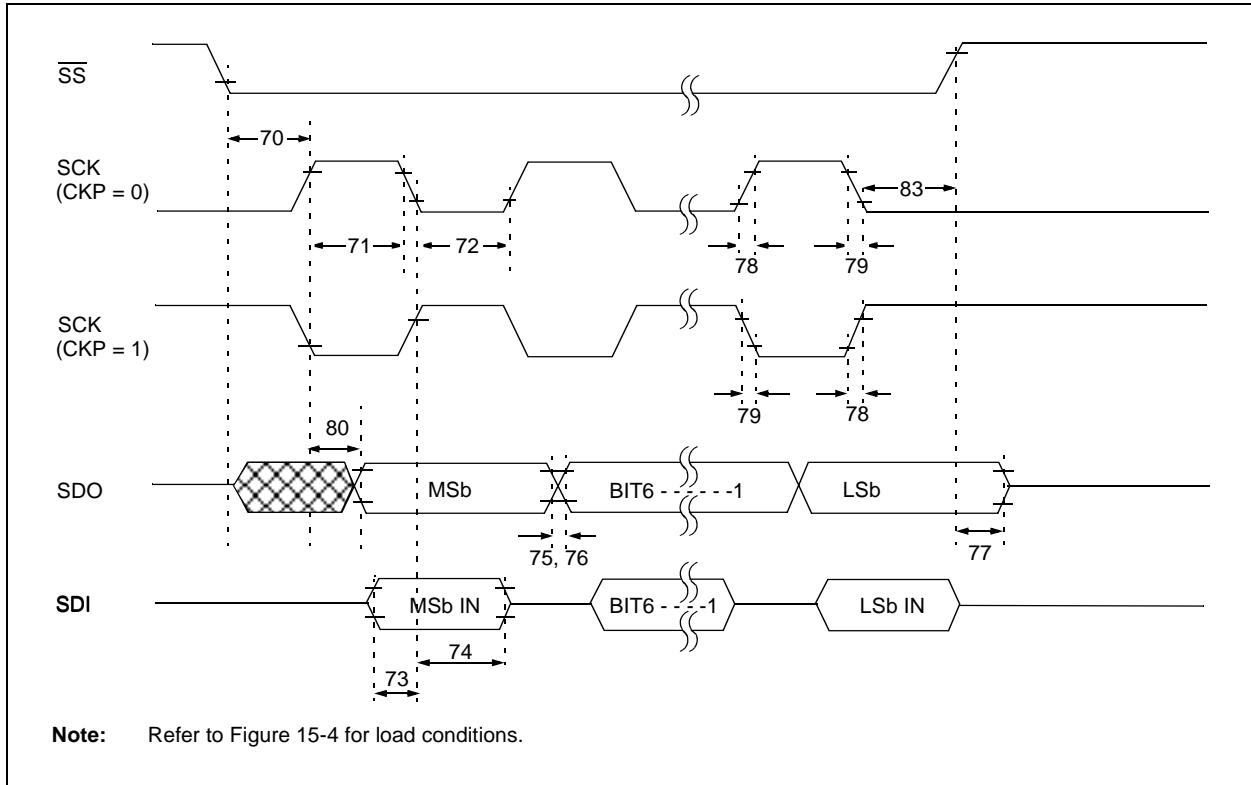 SS
70
SCK
(CKP = 0)
83
71
72
78
79
SCK
(CKP = 1)
79
78
80
SDO
MSb
BIT6 - - - - - - -1
LSb
75, 76
77
SDI
MSb IN
BIT6 - - - - -1
LSb IN
74
73
Note: Refer to Figure 15-4 for load conditions.